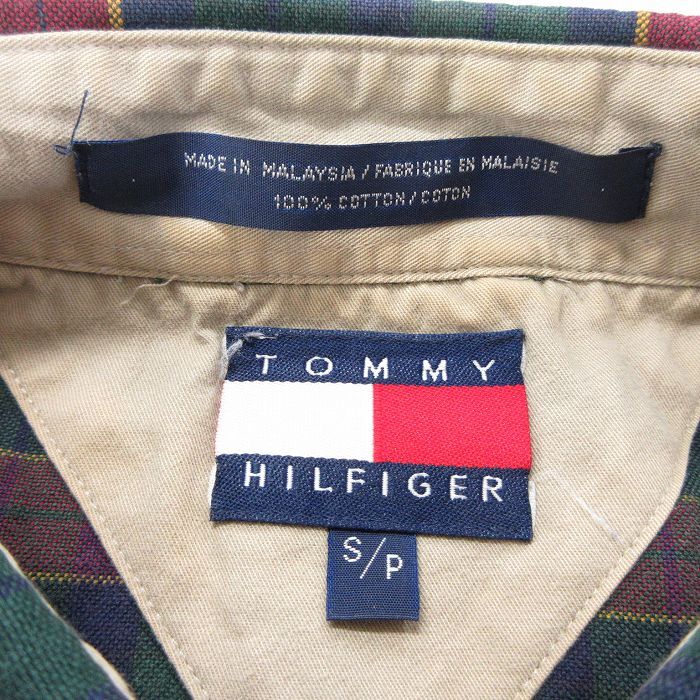 MADE IN MALAYSIA / FABRIQUE EN MALAISIE
100% COTTON / COTON
TOMMY
HILFIGER
S/P